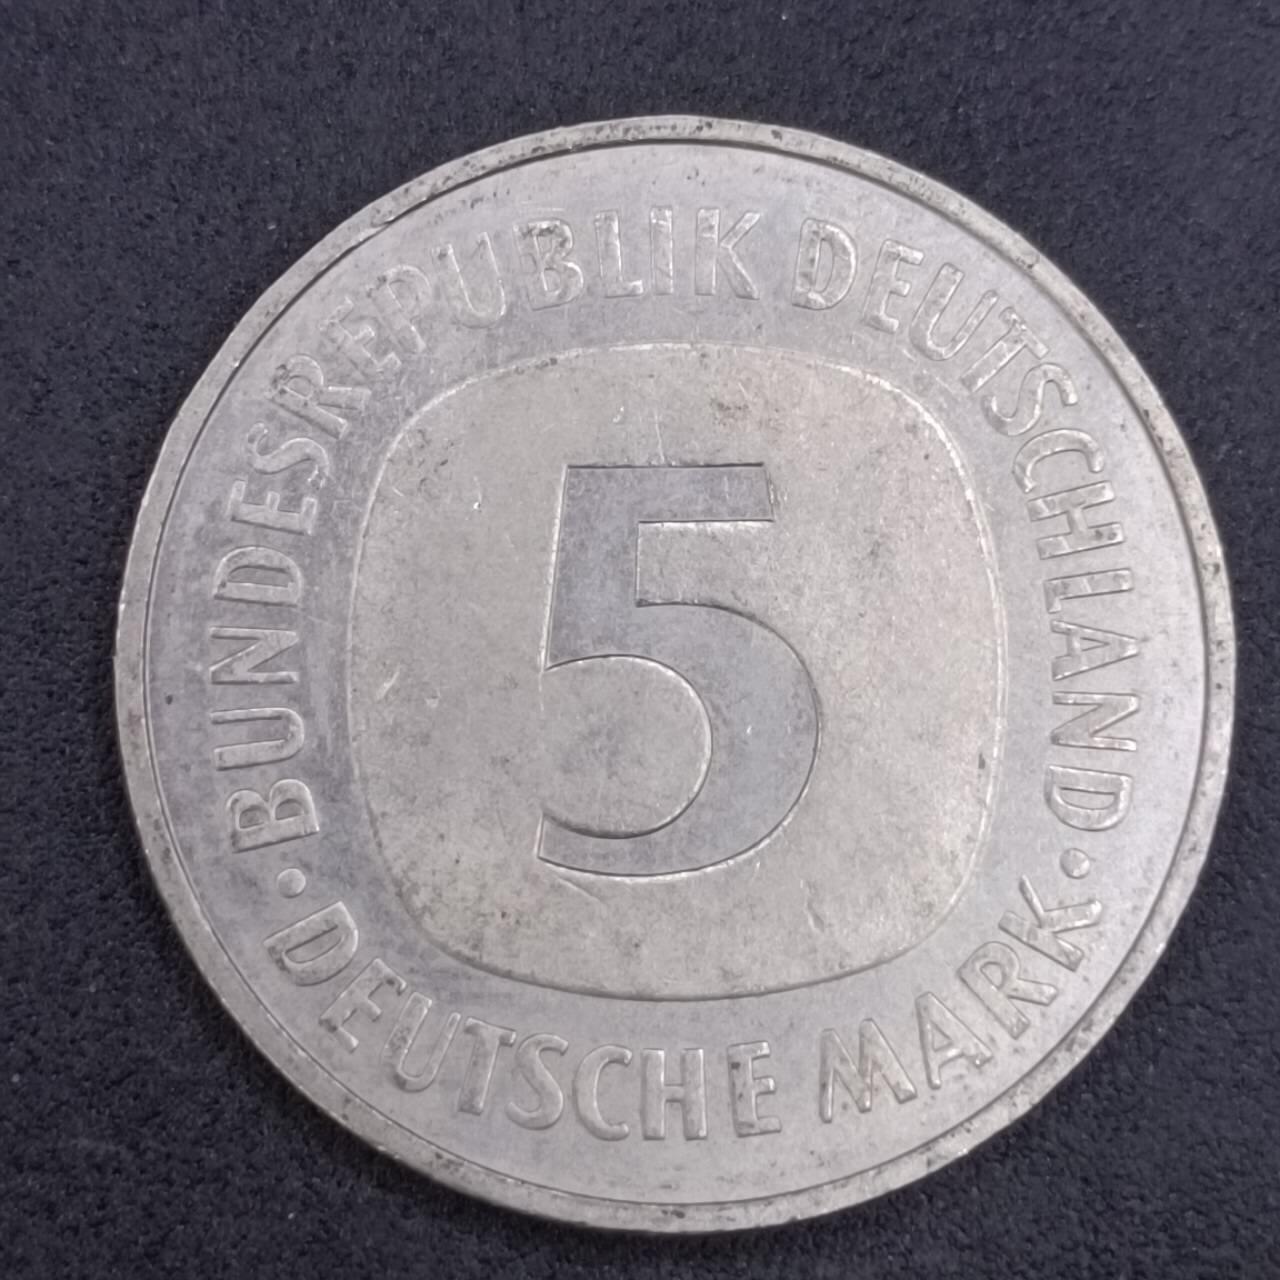 BUNDESREPUBLIK DEUTSCHLAND
5
· DEUTSCHE MARK ·